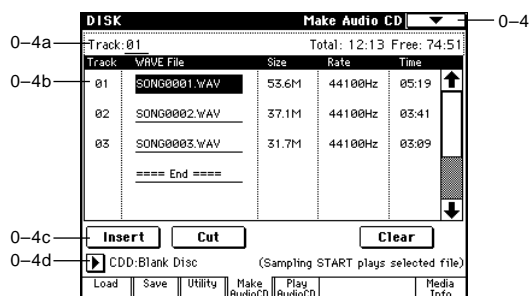 DISK Make Audio CD 0–4
0–4a Track:01 Total: 12:13 Free: 74:51
Track WAVE File Size Rate Time
0–4b 01 SONG0001.WAV 53.6M 44100Hz 05:19
02 SONG0002.WAV 37.1M 44100Hz 03:41
03 SONG0003.WAV 31.7M 44100Hz 03:09
==== End ====
0–4c Insert Cut Clear
0–4d CDD:Blank Disc (Sampling START plays selected file)
Load Save Utility Make AudioCD Play AudioCD Media Info